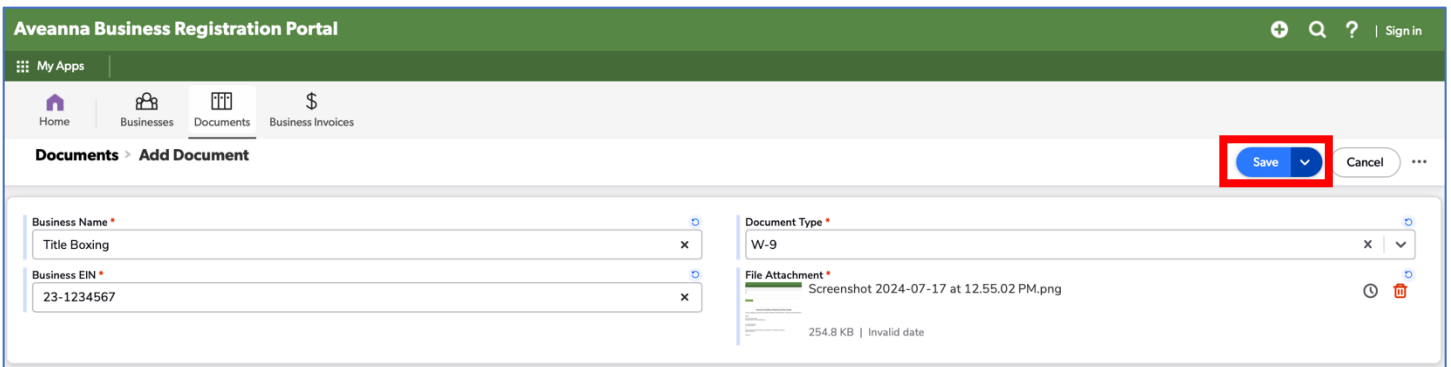 Aveanna Business Registration Portal
? | Sign in
My Apps
Home
Businesses
Documents
Business Invoices
Documents > Add Document
Save
Cancel
Business Name *
Title Boxing
Business EIN *
23-1234567
Document Type *
W-9
File Attachment *
Screenshot 2024-07-17 at 12.55.02 PM.png
254.8 KB | Invalid date